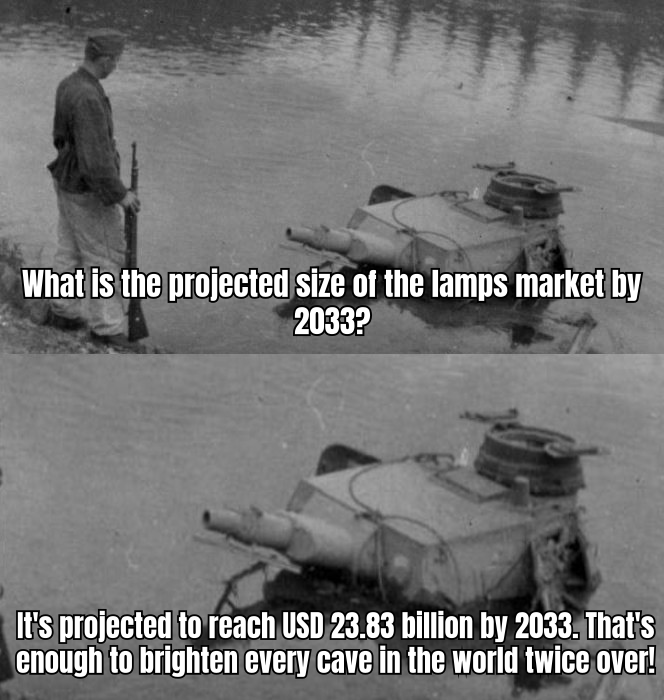 What is the projected size of the lamps market by
2033?
It's projected to reach USD 23.83 billion by 2033. That's
enough to brighten every cave in the world twice over!